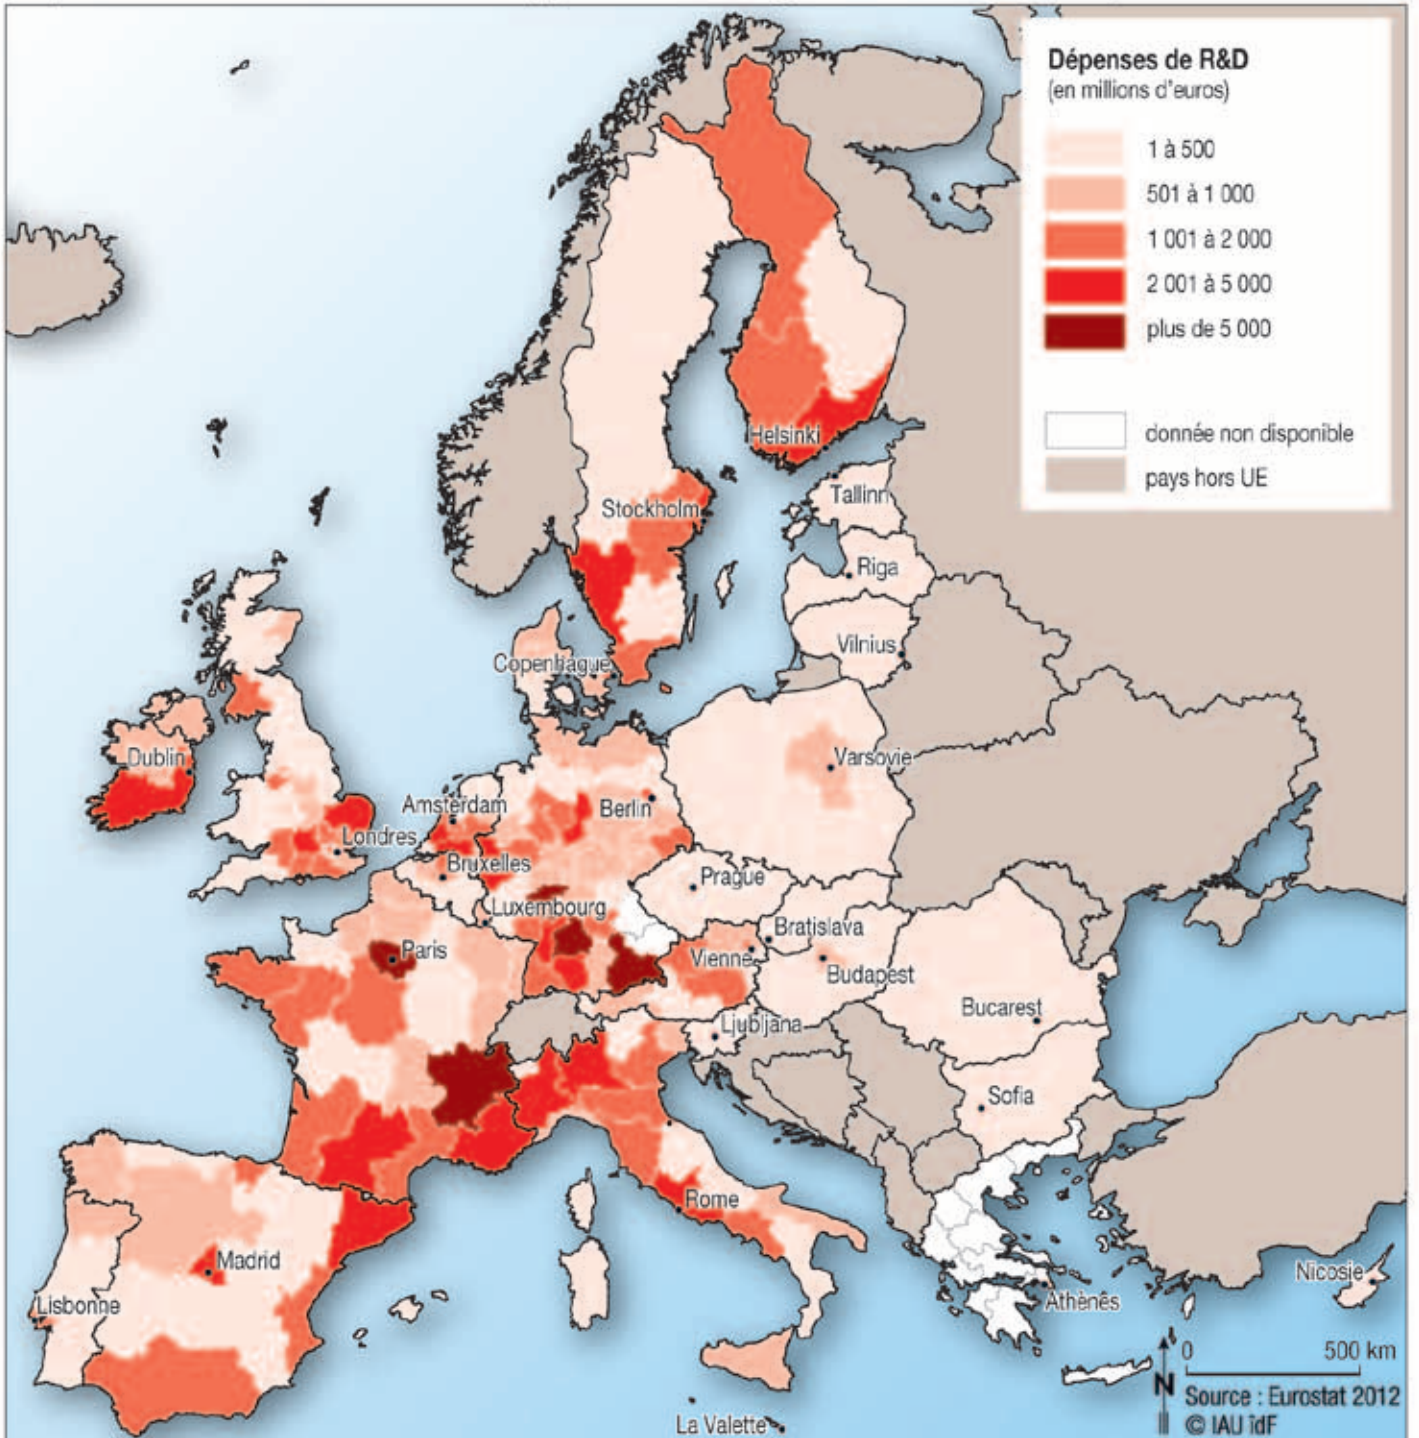 Dépenses de R&D
(en millions d'euros)
1 à 500
501 à 1 000
1 001 à 2 000
2 001 à 5 000
plus de 5 000
donnée non disponible
pays hors UE
Helsinki
Tallinn
Stockholm
Riga
Vilnius
Copenhague
Dublin
Varsovie
Amsterdam
Berlin
Londres
Bruxelles
Prague
Luxembourg
Bratislava
Paris
Vienne
Budapest
Bucarest
Ljubljana
Sofia
Rome
Madrid
Nicosie
Lisbonne
Athènes
0 500 km
N
Source : Eurostat 2012
La Valette
© IAU îdF